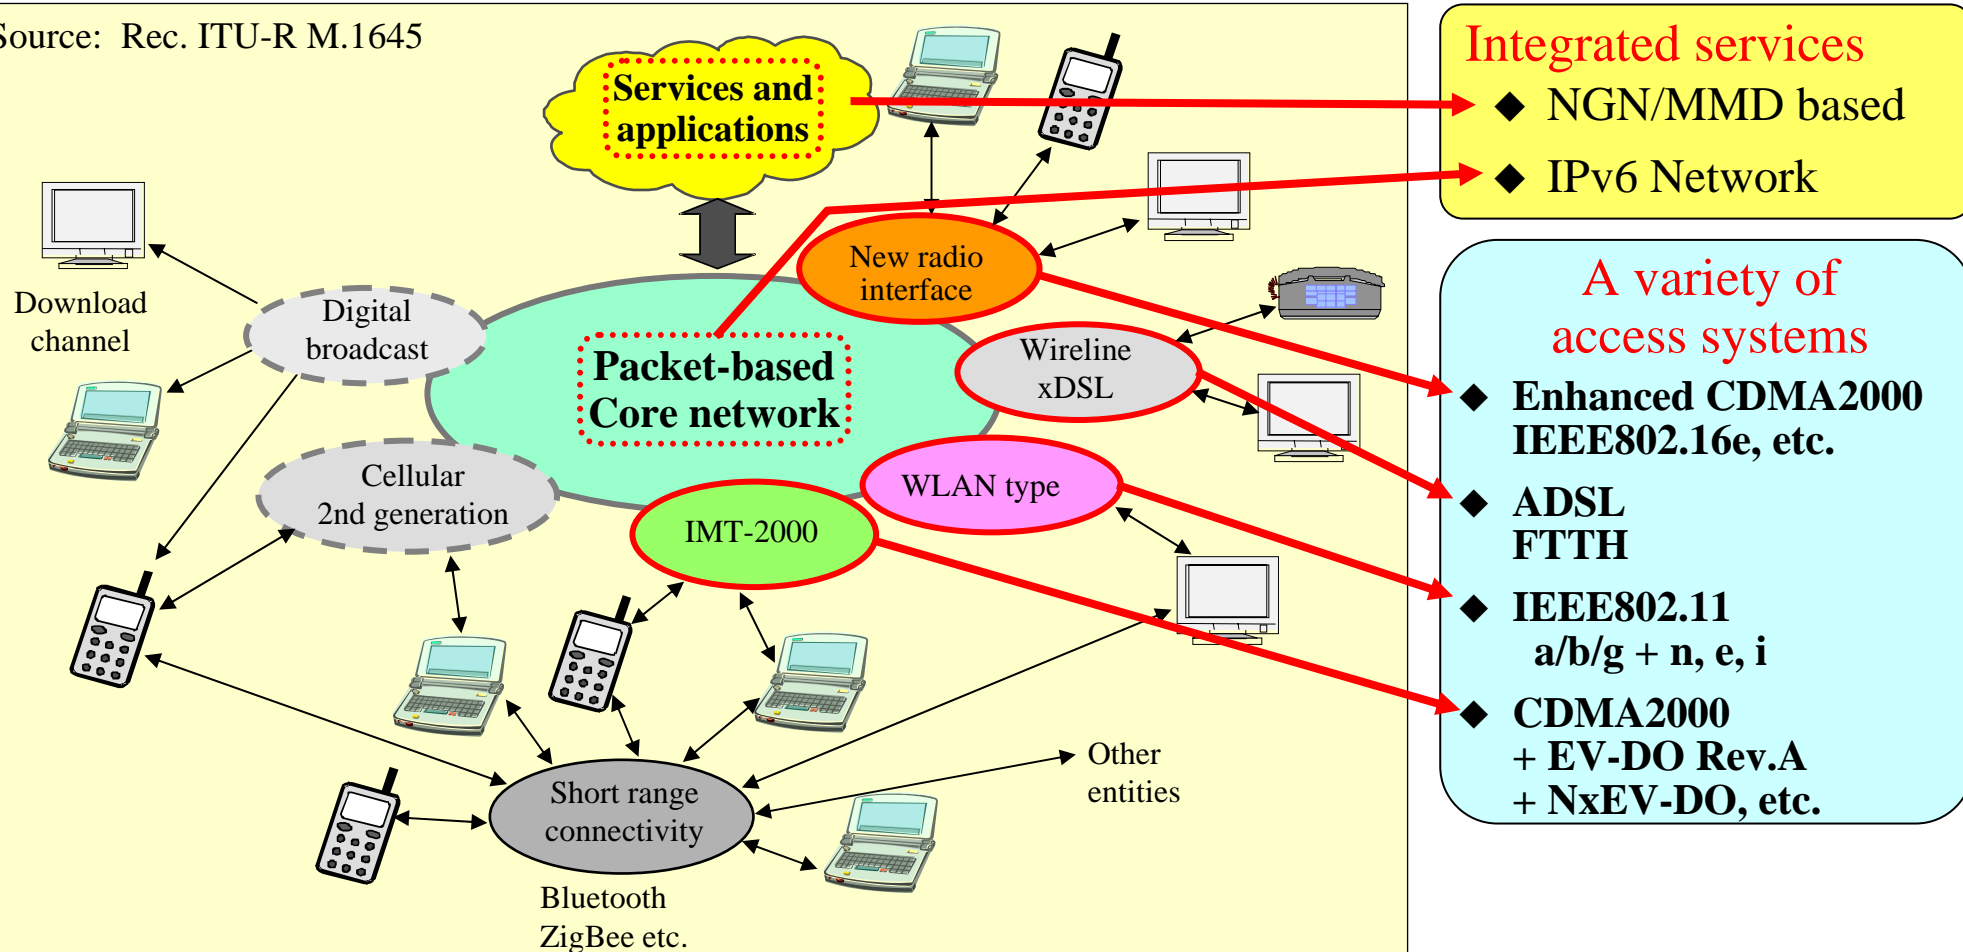 Source: Rec. ITU-R M.1645
Services and
applications
Download
channel
Digital
broadcast
New radio
interface
Packet-based
Core network
Wireline
xDSL
Cellular
2nd generation
IMT-2000
WLAN type
Short range
connectivity
Other
entities
Bluetooth
ZigBee etc.
Integrated services
◆ NGN/MMD based
◆ IPv6 Network
A variety of
access systems
◆ Enhanced CDMA2000
IEEE802.16e, etc.
◆ ADSL
FTTH
◆ IEEE802.11
a/b/g + n, e, i
◆ CDMA2000
+ EV-DO Rev.A
+ NxEV-DO, etc.